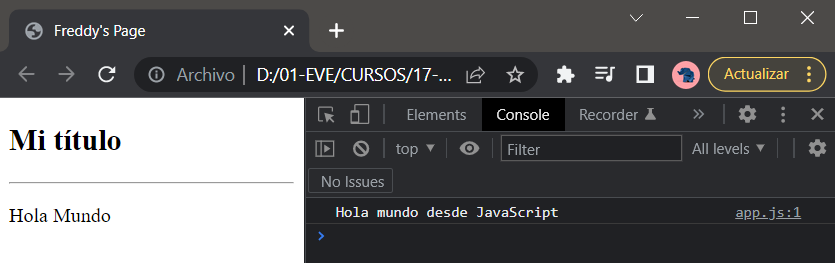 Freddy's Page
Archivo D:/01-EVE/CURSOS/17-... Actualizar
Mi título
Hola Mundo
Elements Console Recorder »
top Filter All levels
No Issues
Hola mundo desde JavaScript app.js:1
>